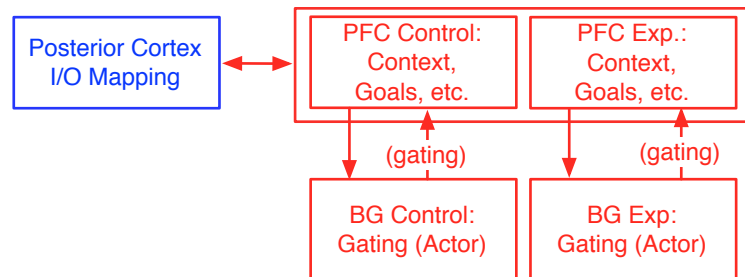 Posterior Cortex
I/O Mapping
PFC Control:
Context,
Goals, etc.
PFC Exp.:
Context,
Goals, etc.
(gating)
(gating)
BG Control:
Gating (Actor)
BG Exp:
Gating (Actor)